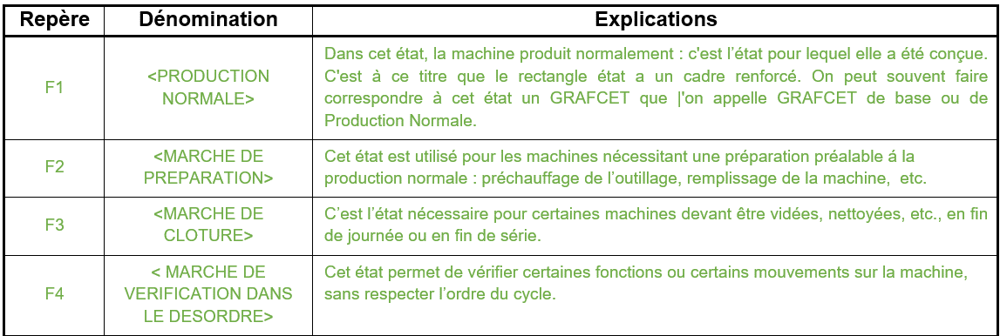 Repère Dénomination Explications
F1
<PRODUCTION
NORMALE>
Dans cet état, la machine produit normalement : c'est l’état pour lequel elle a été conçue.
C'est à ce titre que le rectangle état a un cadre renforcé. On peut souvent faire
correspondre à cet état un GRAFCET que |'on appelle GRAFCET de base ou de
Production Normale.
F2
<MARCHE DE
PREPARATION>
Cet état est utilisé pour les machines nécessitant une préparation préalable á la
production normale : préchauffage de l’outillage, remplissage de la machine, etc.
F3
<MARCHE DE
CLOTURE>
C’est l’état nécessaire pour certaines machines devant être vidées, nettoyées, etc., en fin
de journée ou en fin de série.
F4
< MARCHE DE
VERIFICATION DANS
LE DESORDRE>
Cet état permet de vérifier certaines fonctions ou certains mouvements sur la machine,
sans respecter l’ordre du cycle.